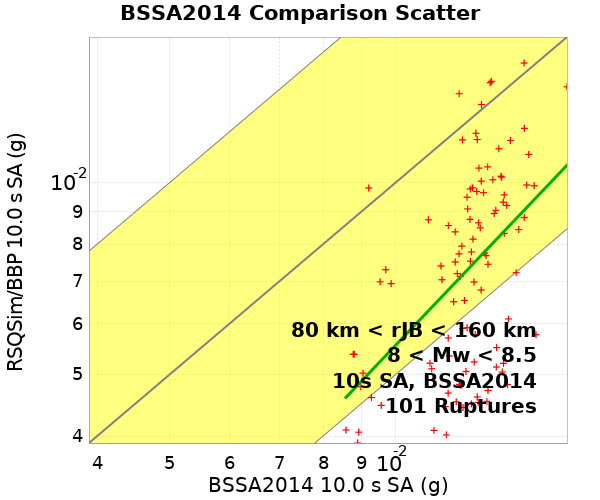 BSSA2014 Comparison Scatter
RSQSim/BBP 10.0 s SA (g)
10-2
9
8
7
6
5
4
80 km < rJB < 160 km
8 < Mw < 8.5
10s SA, BSSA2014
101 Ruptures
4 5 6 7 8 9 10-2
BSSA2014 10.0 s SA (g)